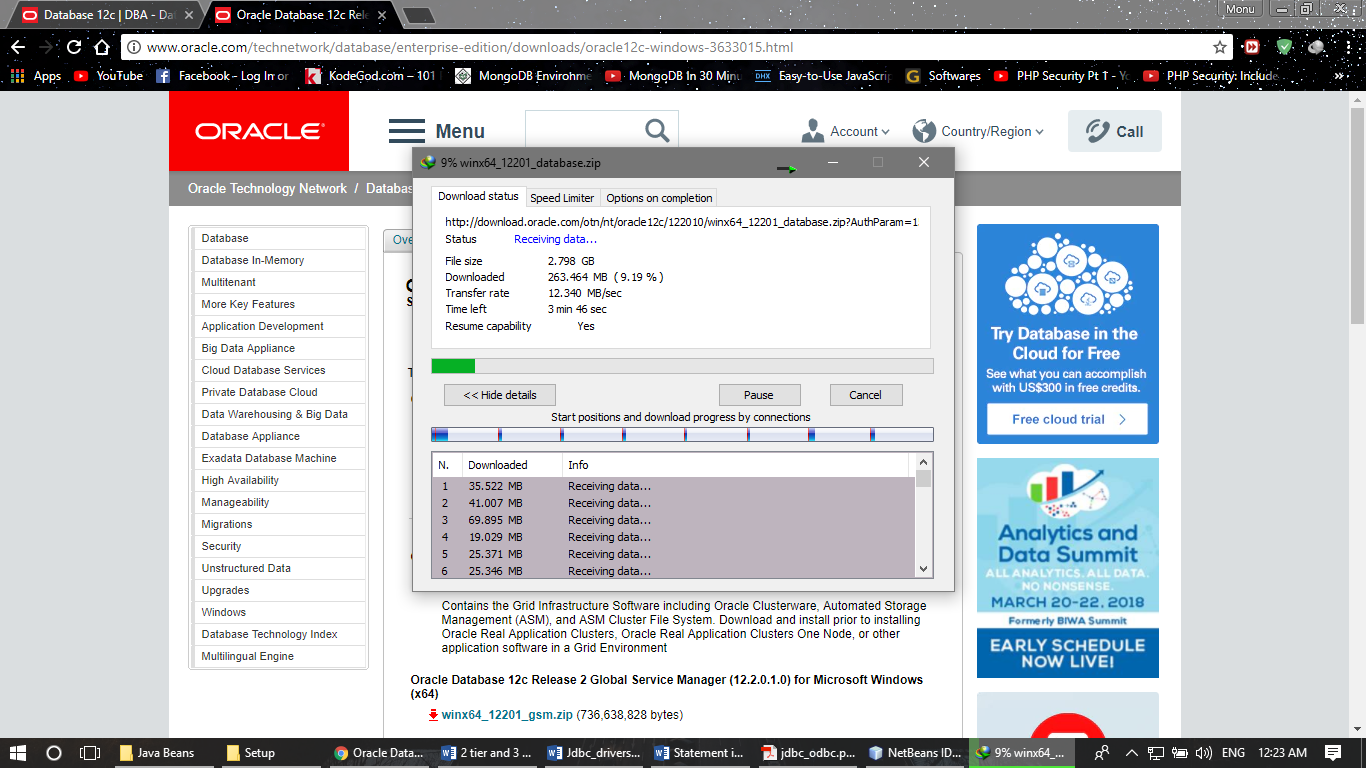 Database 12c | DBA - Dat
Oracle Database 12c Rele
Monu
www.oracle.com/technetwork/database/enterprise-edition/downloads/oracle12c-windows-3633015.html
Apps
YouTube
Facebook – Log In or
KodeGod.com – 101
MongoDB Environme
MongoDB In 30 Minu
DHX
Easy-to-Use JavaScrip
Softwares
PHP Security Pt 1 - Yo
PHP Security: Include
»
ORACLE
Menu
Account
Country/Region
Call
Oracle Technology Network / Databa
9% winx64_12201_database.zip
Download status
Speed Limiter
Options on completion
http://download.oracle.com/otn/nt/oracle12c/122010/winx64_12201_database.zip?AuthParam=1
Status Receiving data...
File size 2.798 GB
Downloaded 263.464 MB ( 9.19 % )
Transfer rate 12.340 MB/sec
Time left 3 min 46 sec
Resume capability Yes
<< Hide details
Pause
Cancel
Start positions and download progress by connections
N. Downloaded Info
1 35.522 MB Receiving data...
2 41.007 MB Receiving data...
3 69.895 MB Receiving data...
4 19.029 MB Receiving data...
5 25.371 MB Receiving data...
6 25.346 MB Receiving data...
Database
Database In-Memory
Multitenant
More Key Features
Application Development
Big Data Appliance
Cloud Database Services
Private Database Cloud
Data Warehousing & Big Data
Database Appliance
Exadata Database Machine
High Availability
Manageability
Migrations
Security
Unstructured Data
Upgrades
Windows
Database Technology Index
Multilingual Engine
Ove
Contains the Grid Infrastructure Software including Oracle Clusterware, Automated Storage
Management (ASM), and ASM Cluster File System. Download and install prior to installing
Oracle Real Application Clusters, Oracle Real Application Clusters One Node, or other
application software in a Grid Environment
Oracle Database 12c Release 2 Global Service Manager (12.2.0.1.0) for Microsoft Windows
(x64)
winx64_12201_gsm.zip (736,638,828 bytes)
Try Database in the
Cloud for Free
See what you can accomplish
with US$300 in free credits.
Free cloud trial
Analytics and
Data Summit
ALL ANALYTICS. ALL DATA.
NO NONSENSE.
MARCH 20-22, 2018
Formerly BIWA Summit
EARLY SCHEDULE
NOW LIVE!
Java Beans
Setup
Oracle Data...
2 tier and 3 ...
Jdbc_drivers...
Statement i...
jdbc_odbc.p...
NetBeans ID...
9% winx64_...
ENG
12:23 AM